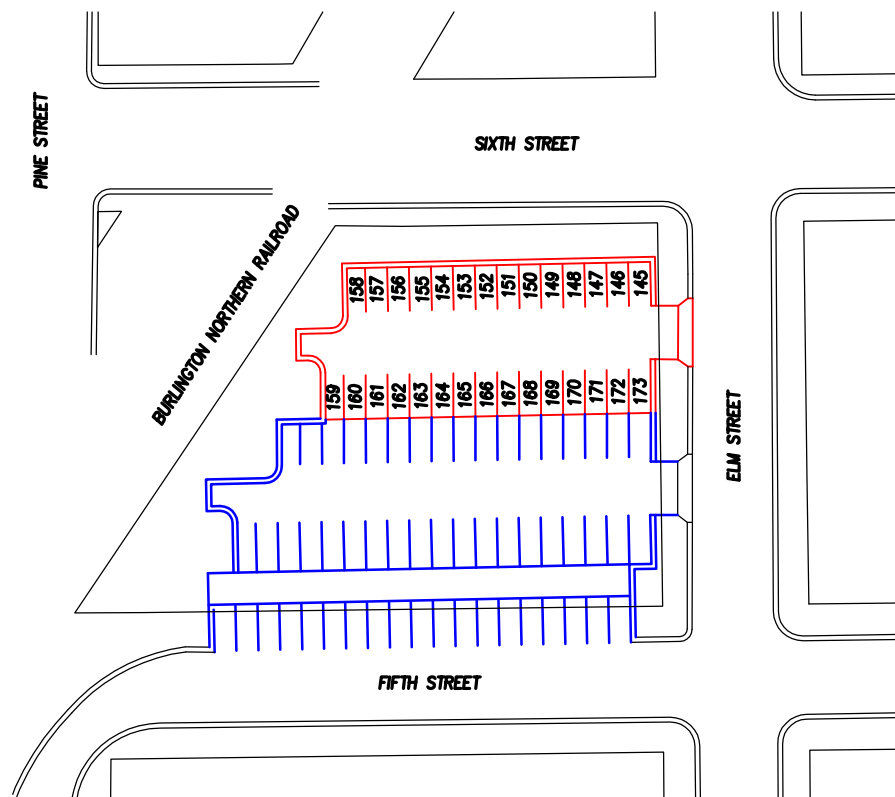 PINE STREET
SIXTH STREET
BURLINGTON NORTHERN RAILROAD
158 157 156 155 154 153 152 151 150 149 148 147 146 145
159 160 161 162 163 164 165 166 167 168 169 170 171 172 173
ELM STREET
FIFTH STREET